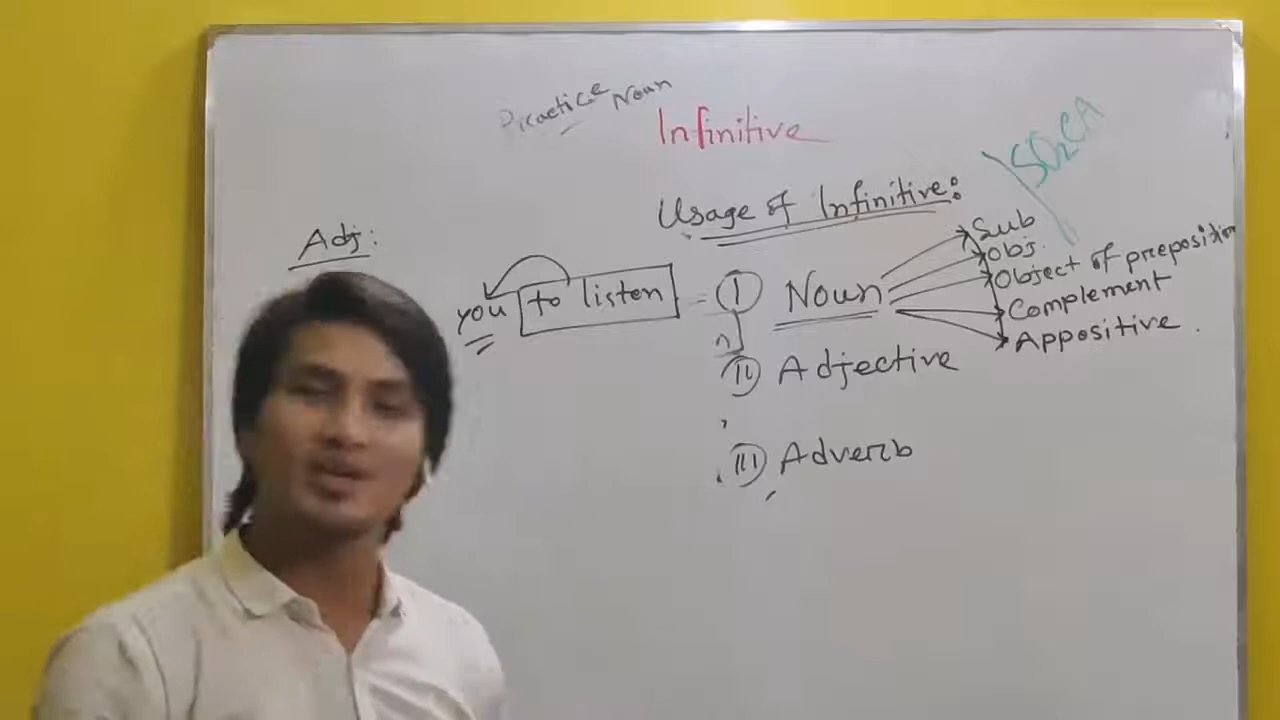 Practice Noun
Infinitive
SO2CA
Usage of Infinitive:
Adj:
you to listen
I Noun
Sub
Obj.
Object of preposition
Complement
Appositive.
II Adjective
III Adverb